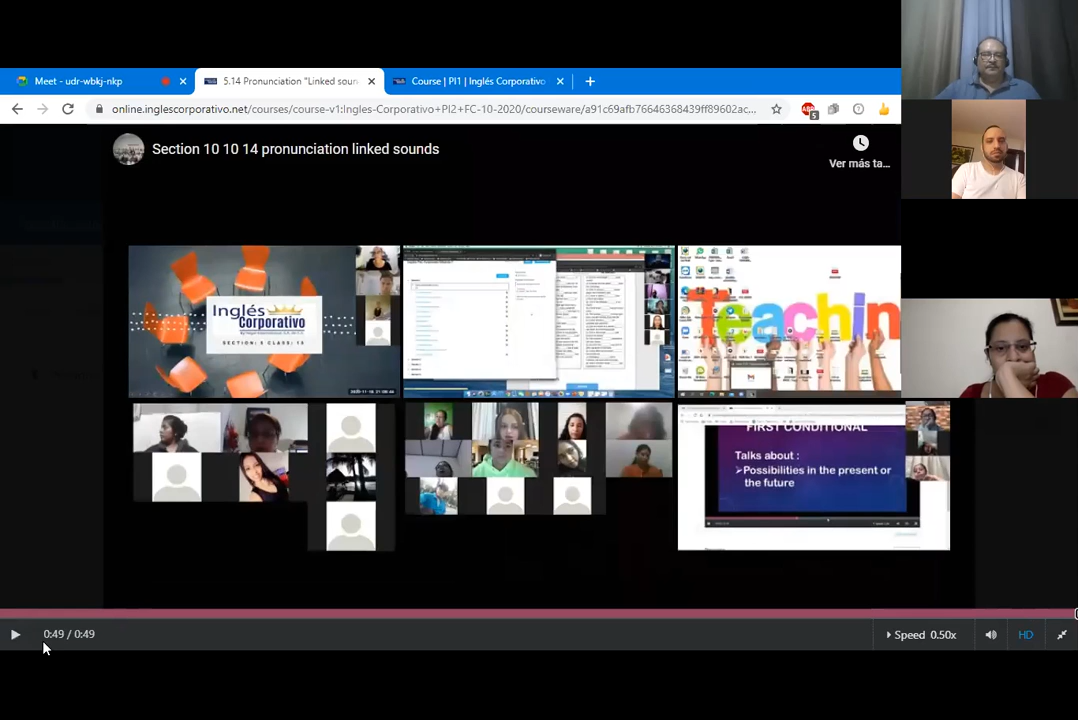 Meet - udr-wbkj-nkp
5.14 Pronunciation "Linked soun
Course | PI1 | Inglés Corporativo
online.inglescorporativo.net/courses/course-v1:Ingles-Corporativo+PI2+FC-10-2020/courseware/a91c69afb76646368439ff89602ac...
ABP
5
Section 10 10 14 pronunciation linked sounds
Ver más ta...
Inglés
Corporativo
SECTION: 5 CLASS: 15
Teachin
FIRST CONDITIONAL
Talks about :
Possibilities in the present or
the future
0:49 / 0:49
Speed 0.50x
HD